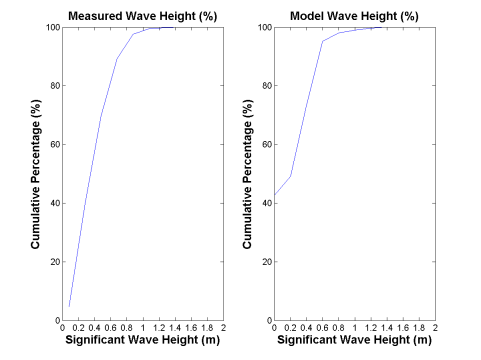 Measured Wave Height (%)
100
80
60
40
20
0
0 0.2 0.4 0.6 0.8 1 1.2 1.4 1.6 1.8 2
Cumulative Percentage (%)
Significant Wave Height (m)
Model Wave Height (%)
100
80
60
40
20
0
0 0.2 0.4 0.6 0.8 1 1.2 1.4 1.6 1.8 2
Cumulative Percentage (%)
Significant Wave Height (m)